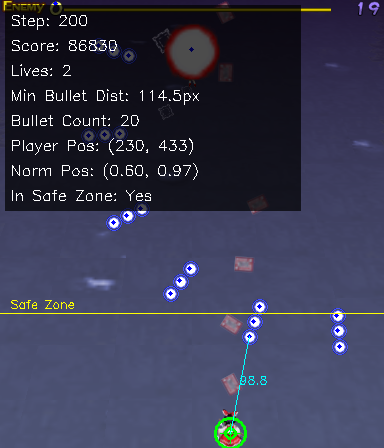 ENEMY
19
Step: 200
Score: 86830
Lives: 2
Min Bullet Dist: 114.5px
Bullet Count: 20
Player Pos: (230, 433)
Norm Pos: (0.60, 0.97)
In Safe Zone: Yes
Safe Zone
98.8